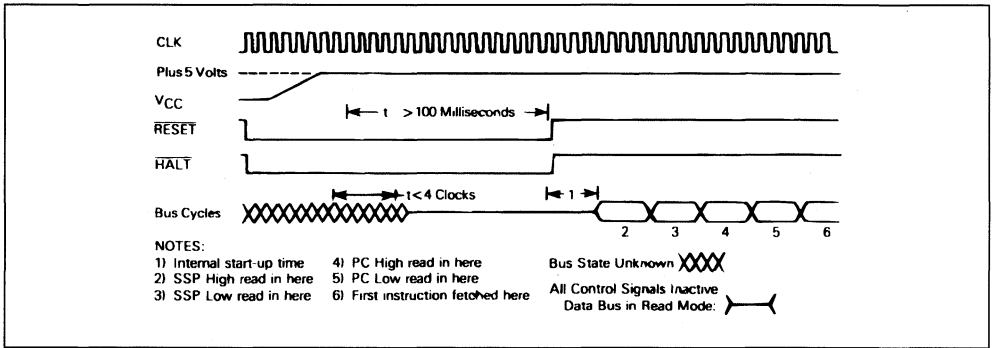 CLK
Plus 5 Volts
VCC
t > 100 Milliseconds
RESET
HALT
t < 4 Clocks
1
Bus Cycles
2 3 4 5 6
NOTES:
1) Internal start-up time
2) SSP High read in here
3) SSP Low read in here
4) PC High read in here
5) PC Low read in here
6) First instruction fetched here
Bus State Unknown
All Control Signals Inactive
Data Bus in Read Mode: